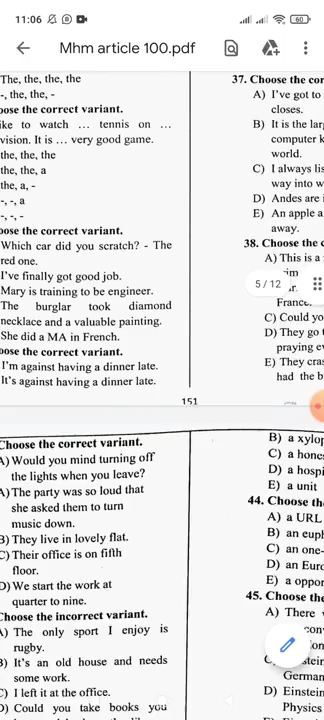 11:06
60
Mhm article 100.pdf
The, the, the, the
-, the, the, -
oose the correct variant.
ike to watch … tennis on …
vision. It is … very good game.
the, the, the
the, the, a
the, a, -
-, -, a
-, -, -
oose the correct variant.
Which car did you scratch? - The
red one.
I've finally got good job.
Mary is training to be engineer.
The burglar took diamond
necklace and a valuable painting.
She did a MA in French.
oose the correct variant.
I'm against having a dinner late.
It's against having a dinner late.
151
Choose the correct variant.
A) Would you mind turning off
the lights when you leave?
A) The party was so loud that
she asked them to turn
music down.
B) They live in lovely flat.
C) Their office is on fifth
floor.
D) We start the work at
quarter to nine.
Choose the incorrect variant.
A) The only sport I enjoy is
rugby.
B) It's an old house and needs
some work.
C) I left it at the office.
D) Could you take books you
37. Choose the cor
A) I've got to
closes.
B) It is the lar
computer k
world.
C) I always lis
way into w
D) Andes are i
E) An apple a
away.
38. Choose the c
A) This is a
5/12
France.
C) Could yo
D) They go t
praying ev
E) They cras
had the b
B) a xylop
C) a hones
D) a hospi
E) a unit
44. Choose th
A) a URL
B) an euph
C) an one-
D) an Euro
E) a oppor
45. Choose the
A) There
D) Einstein
Physics